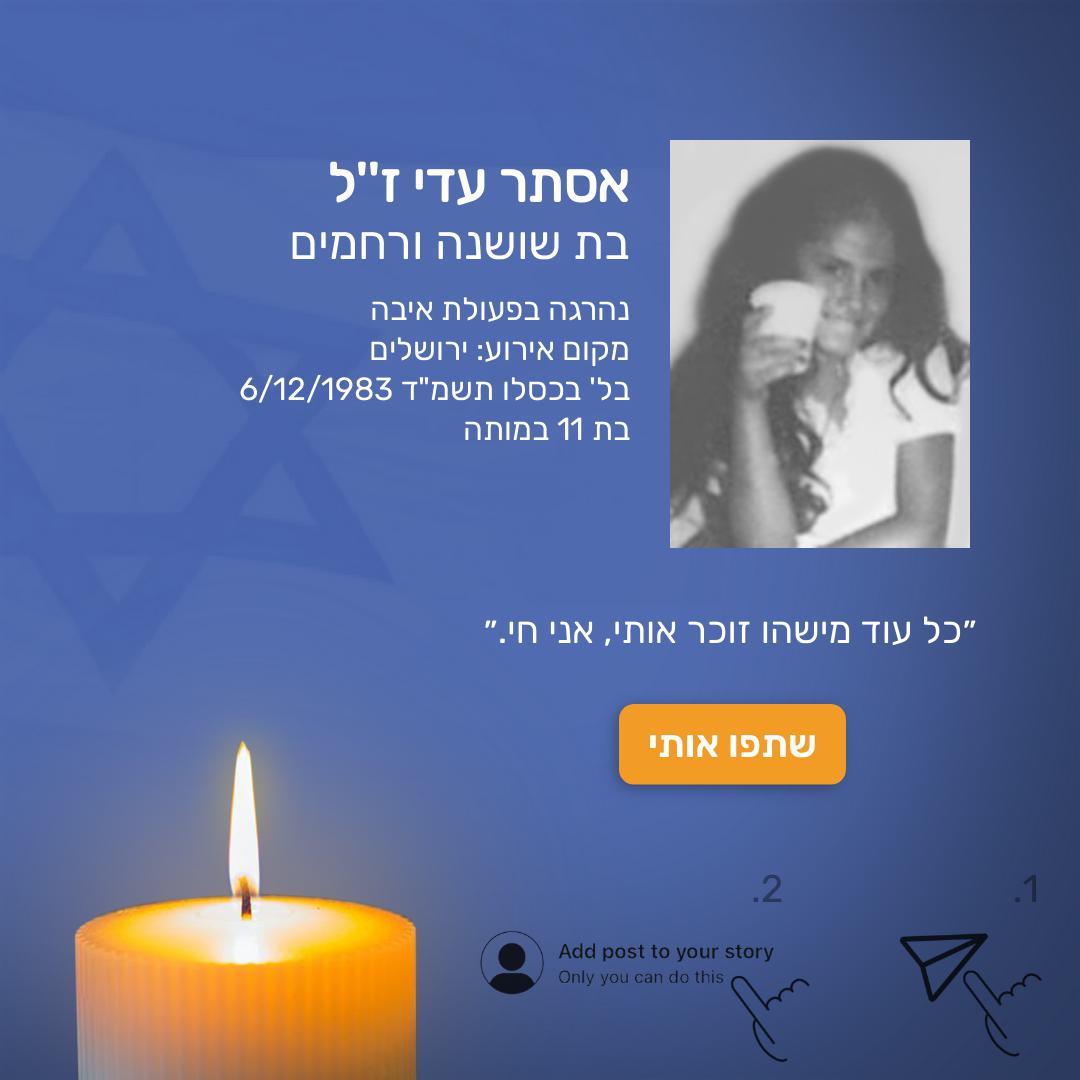 אסתר עדי ז''ל
בת שושנה ורחמים
נהרגה בפעולת איבה
מקום אירוע: ירושלים
בל' בכסלו תשמ"ד 6/12/1983
בת 11 במותה
״כל עוד מישהו זוכר אותי, אני חי.״
שתפו אותי
1.
2.
Add post to your story
Only you can do this